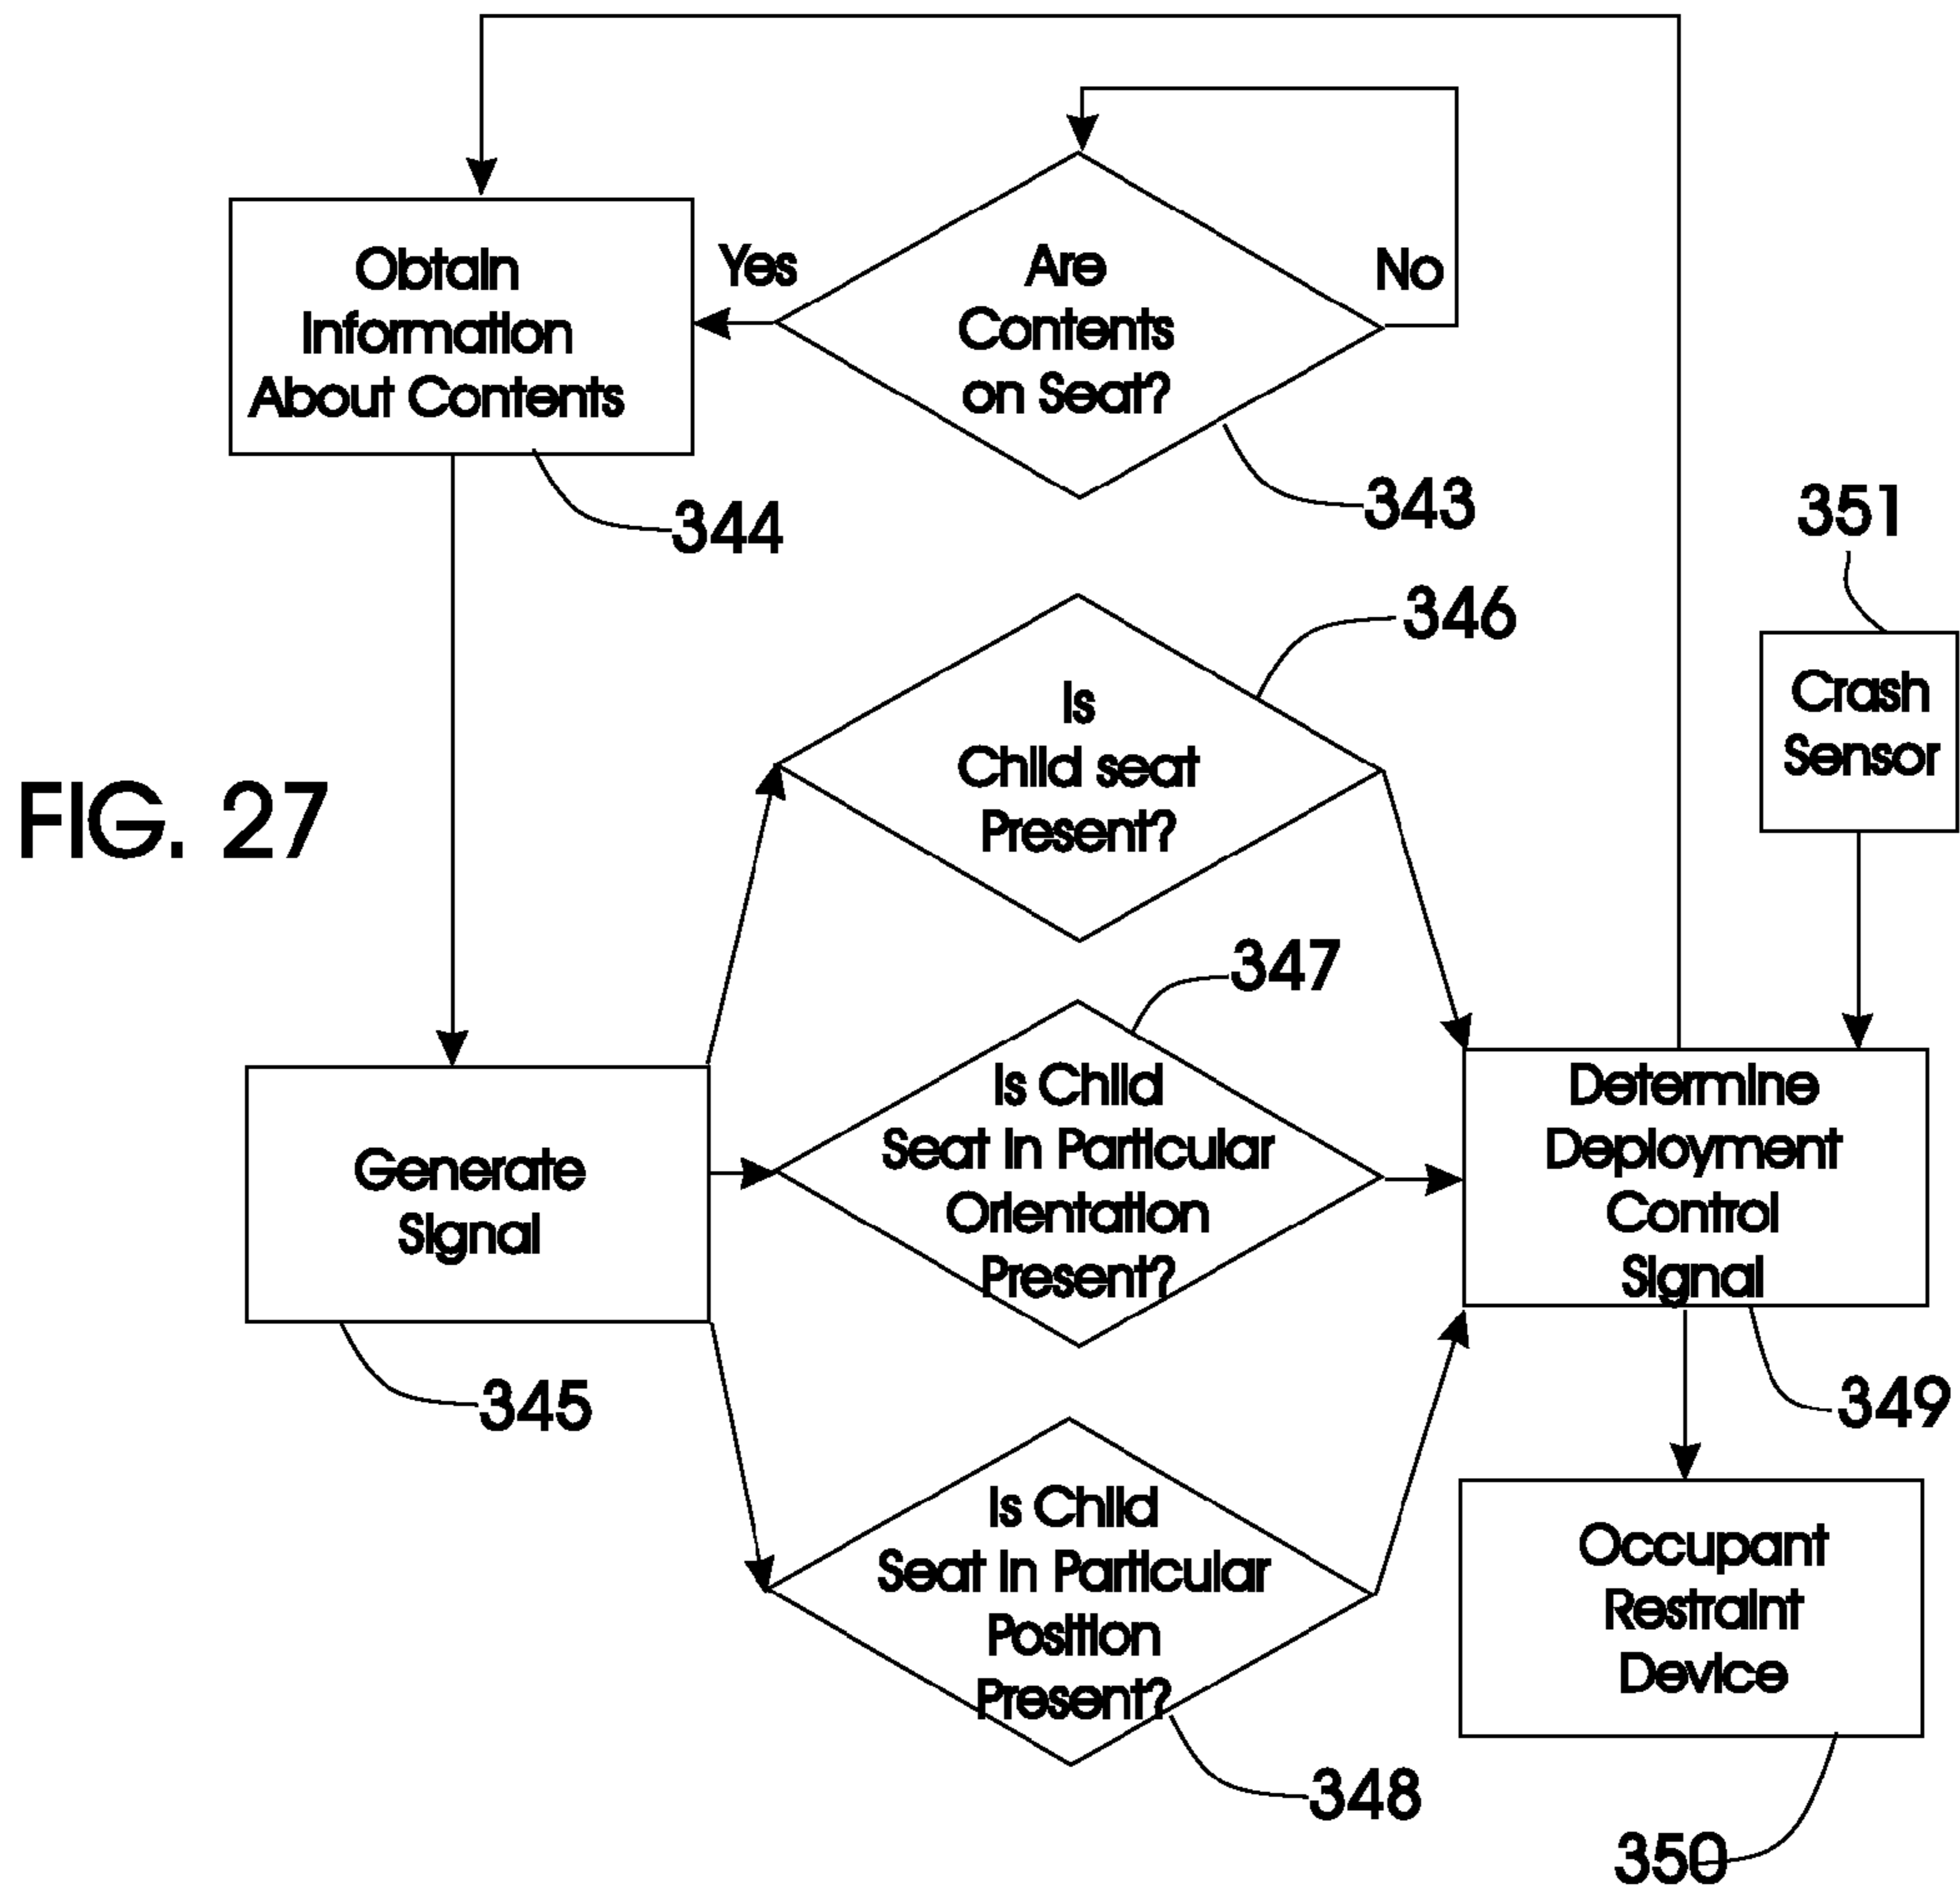 Obtain
Information
About Contents
344
Yes
Are
Contents
on Seat?
No
343
351
Crash
Sensor
346
Is
Child seat
Present?
FIG. 27
347
Is Child
Seat In Particular
Orientation
Present?
Generate
Signal
345
Determine
Deployment
Control
Signal
349
Is Child
Seat In Particular
Position
Present?
348
Occupant
Restraint
Device
350